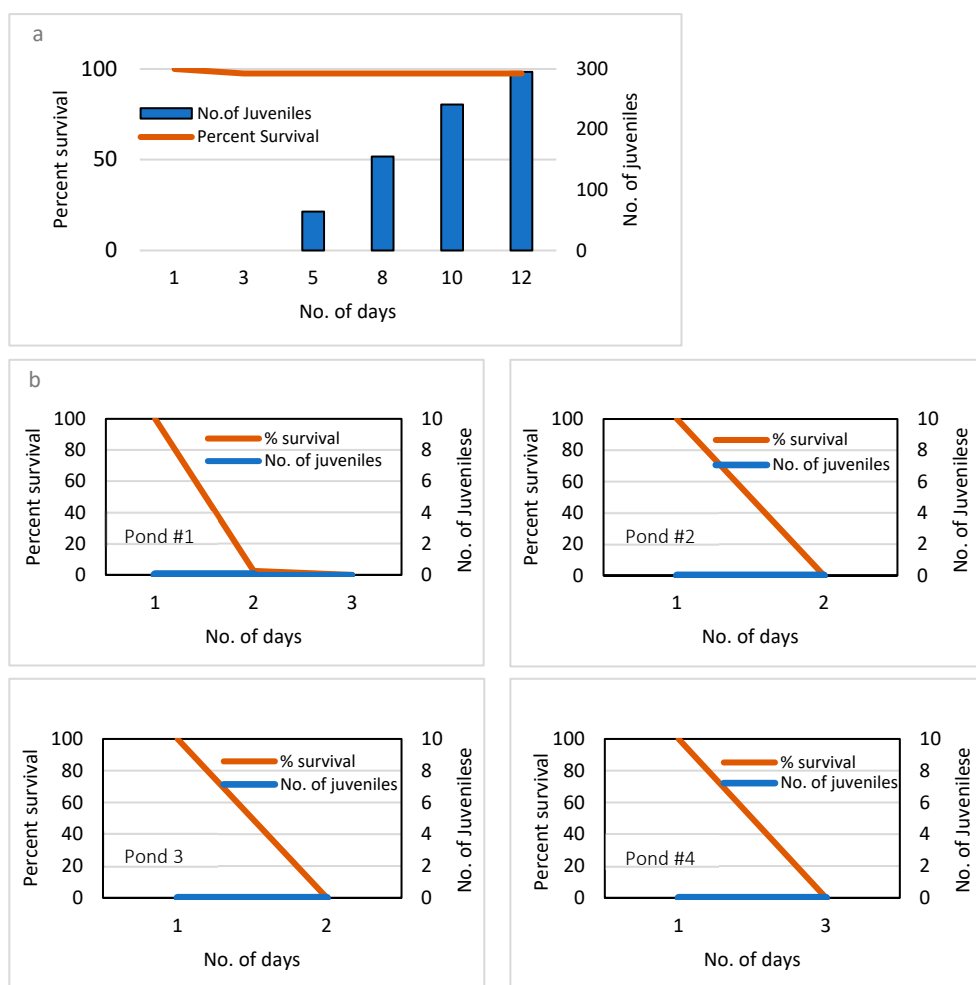 a
Percent survival
100
50
0
No.of Juveniles
Percent Survival
300
200
100
0
No. of juveniles
1 3 5 8 10 12
No. of days
b
Percent survival
100
80
60
40
20
0
% survival
No. of juveniles
Pond #1
10
8
6
4
2
0
No. of Juvenilese
1 2 3
No. of days
Percent survival
100
80
60
40
20
0
% survival
No. of juveniles
Pond #2
10
8
6
4
2
0
No. of Juvenilese
1 2
No. of days
Percent survival
100
80
60
40
20
0
% survival
No. of juveniles
Pond 3
10
8
6
4
2
0
No. of Juvenilese
1 2
No. of days
Percent survival
100
80
60
40
20
0
% survival
No. of juveniles
Pond #4
10
8
6
4
2
0
No. of Juvenilese
1 3
No. of days